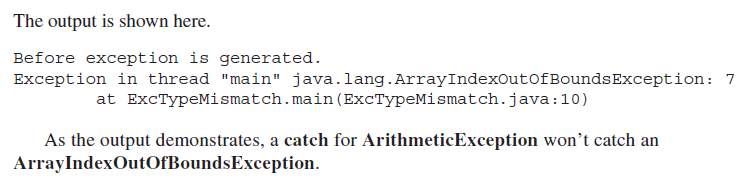 The output is shown here.
Before exception is generated.
Exception in thread "main" java.lang.ArrayIndexOutOfBoundsException: 7
at ExcTypeMismatch.main(ExcTypeMismatch.java:10)
As the output demonstrates, a catch for ArithmeticException won’t catch an
ArrayIndexOutOfBoundsException.